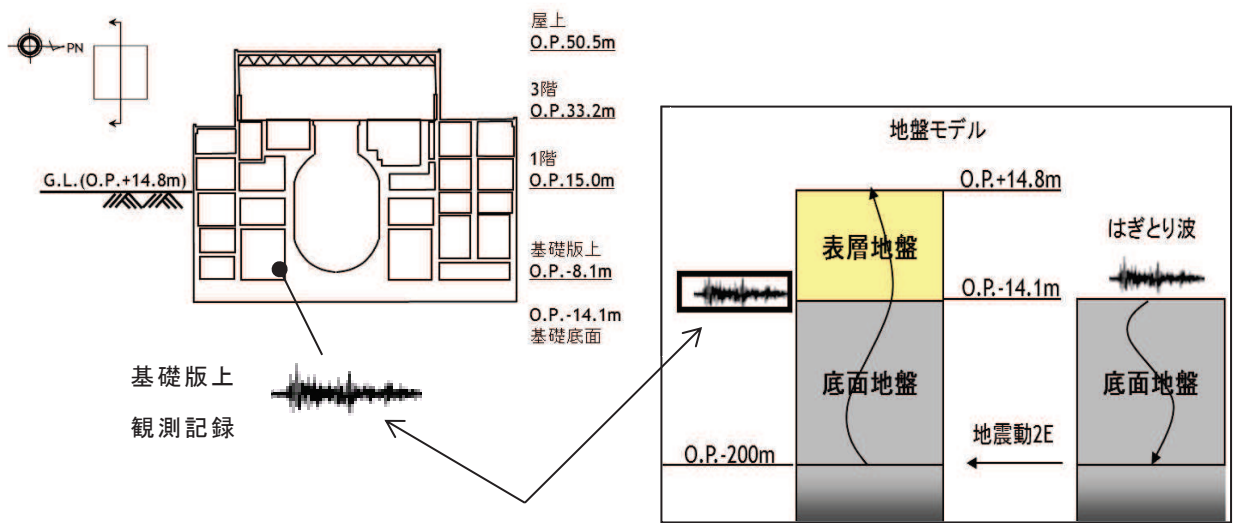 PN
屋上
O.P.50.5m
3階
O.P.33.2m
1階
O.P.15.0m
G.L.(O.P.+14.8m)
基礎版上
O.P.-8.1m
O.P.-14.1m
基礎底面
基礎版上
観測記録
地盤モデル
O.P.+14.8m
表層地盤
はぎとり波
O.P.-14.1m
底面地盤
底面地盤
地震動2E
O.P.-200m